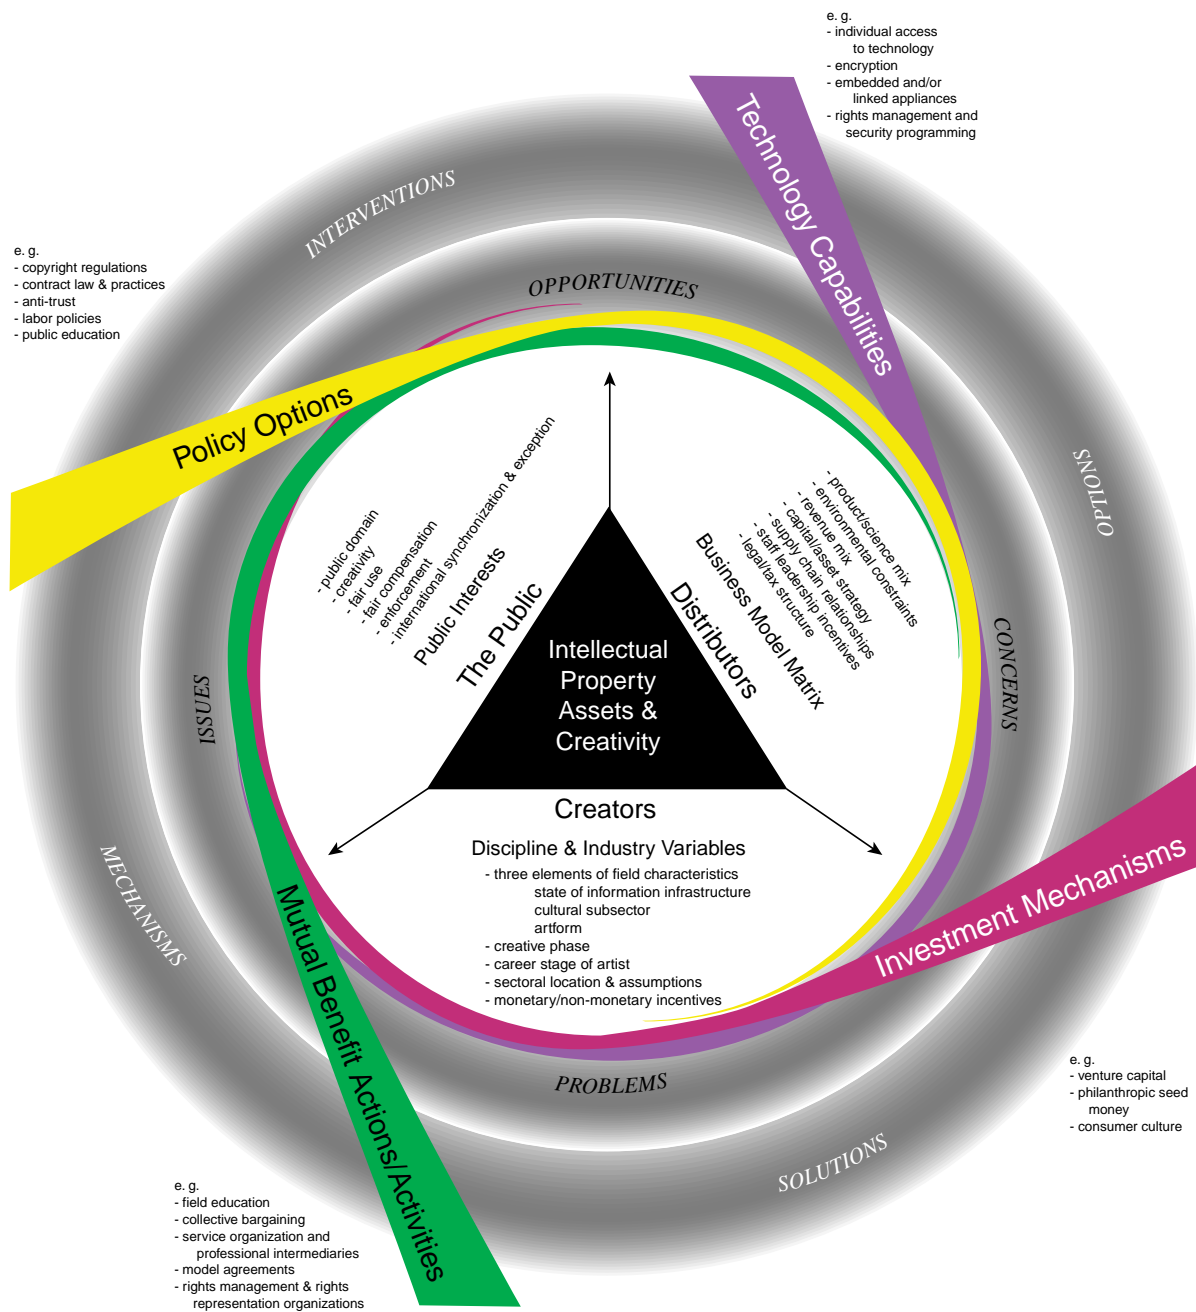 e. g.
- individual access
to technology
- encryption
- embedded and/or
linked appliances
- rights management and
security programming
Technology Capabilities
INTERVENTIONS
e. g.
- copyright regulations
- contract law & practices
- anti-trust
- labor policies
- public education
Policy Options
OPPORTUNITIES
OPTIONS
- public domain
- creativity
- fair use
- fair compensation
- enforcement
- international synchronization & exception
Public Interests
The Public
- product/science mix
- environmental constraints
- revenue mix
- capital/asset strategy
- supply chain relationships
- staff leadership incentives
- legal/tax structure
Business Model Matrix
Distributors
Intellectual
Property
Assets &
Creativity
ISSUES
CONCERNS
Creators
Discipline & Industry Variables
- three elements of field characteristics
state of information infrastructure
cultural subsector
artform
- creative phase
- career stage of artist
- sectoral location & assumptions
- monetary/non-monetary incentives
MECHANISMS
Investment Mechanisms
Mutual Benefit Actions/Activities
PROBLEMS
SOLUTIONS
e. g.
- venture capital
- philanthropic seed
money
- consumer culture
e. g.
- field education
- collective bargaining
- service organization and
professional intermediaries
- model agreements
- rights management & rights
representation organizations